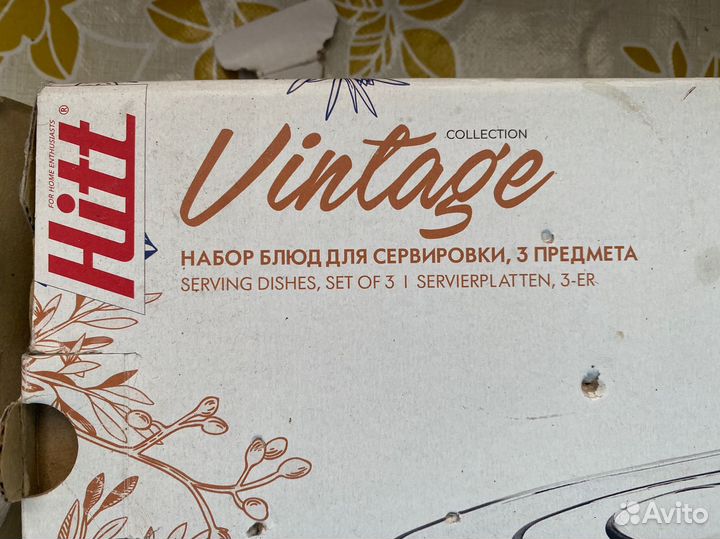 Hitt®
FOR HOME ENTHUSIASTS
Vintage
COLLECTION
НАБОР БЛЮД ДЛЯ СЕРВИРОВКИ, 3 ПРЕДМЕТА
SERVING DISHES, SET OF 3 I SERVIERPLATTEN, 3-ER
Avito